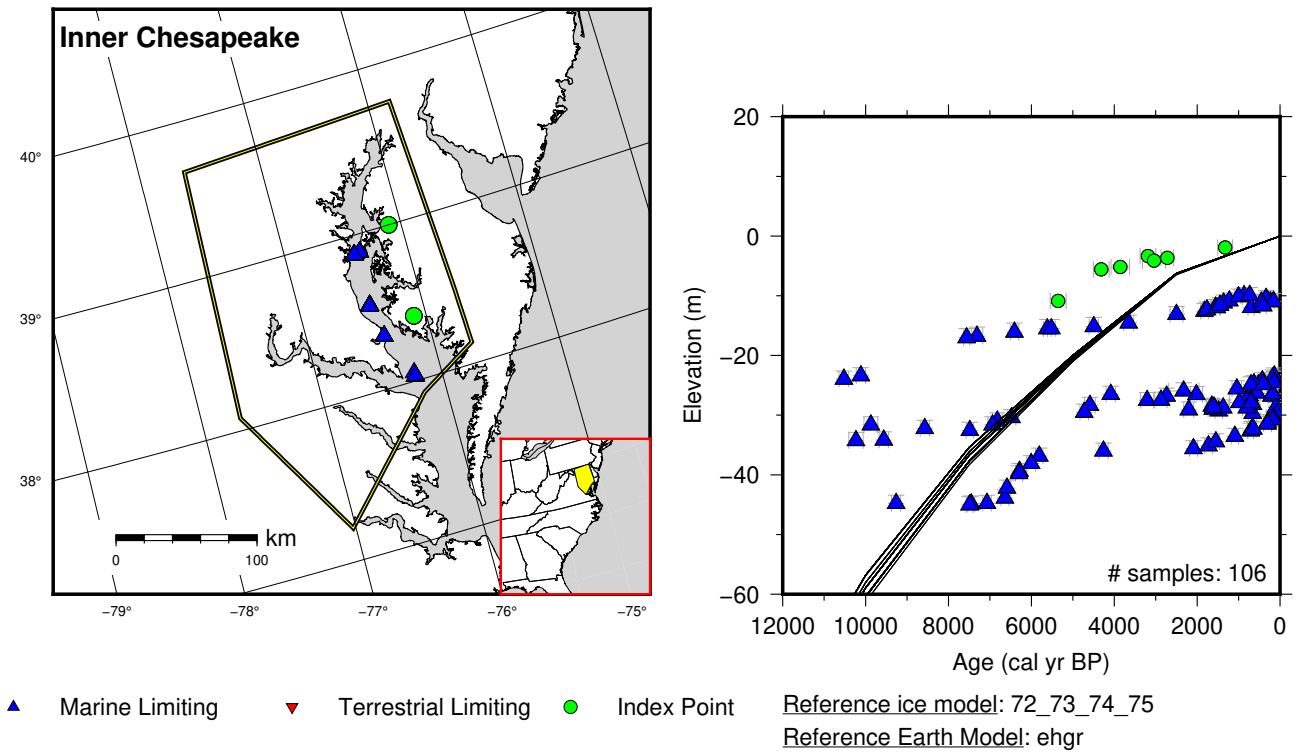 Inner Chesapeake
40°
39°
38°
km
0 100
−79° −78° −77° −76° −75°
20
0
−20
−40
−60
Elevation (m)
# samples: 106
12000 10000 8000 6000 4000 2000 0
Age (cal yr BP)
Marine Limiting Terrestrial Limiting Index Point
Reference ice model: 72_73_74_75
Reference Earth Model: ehgr